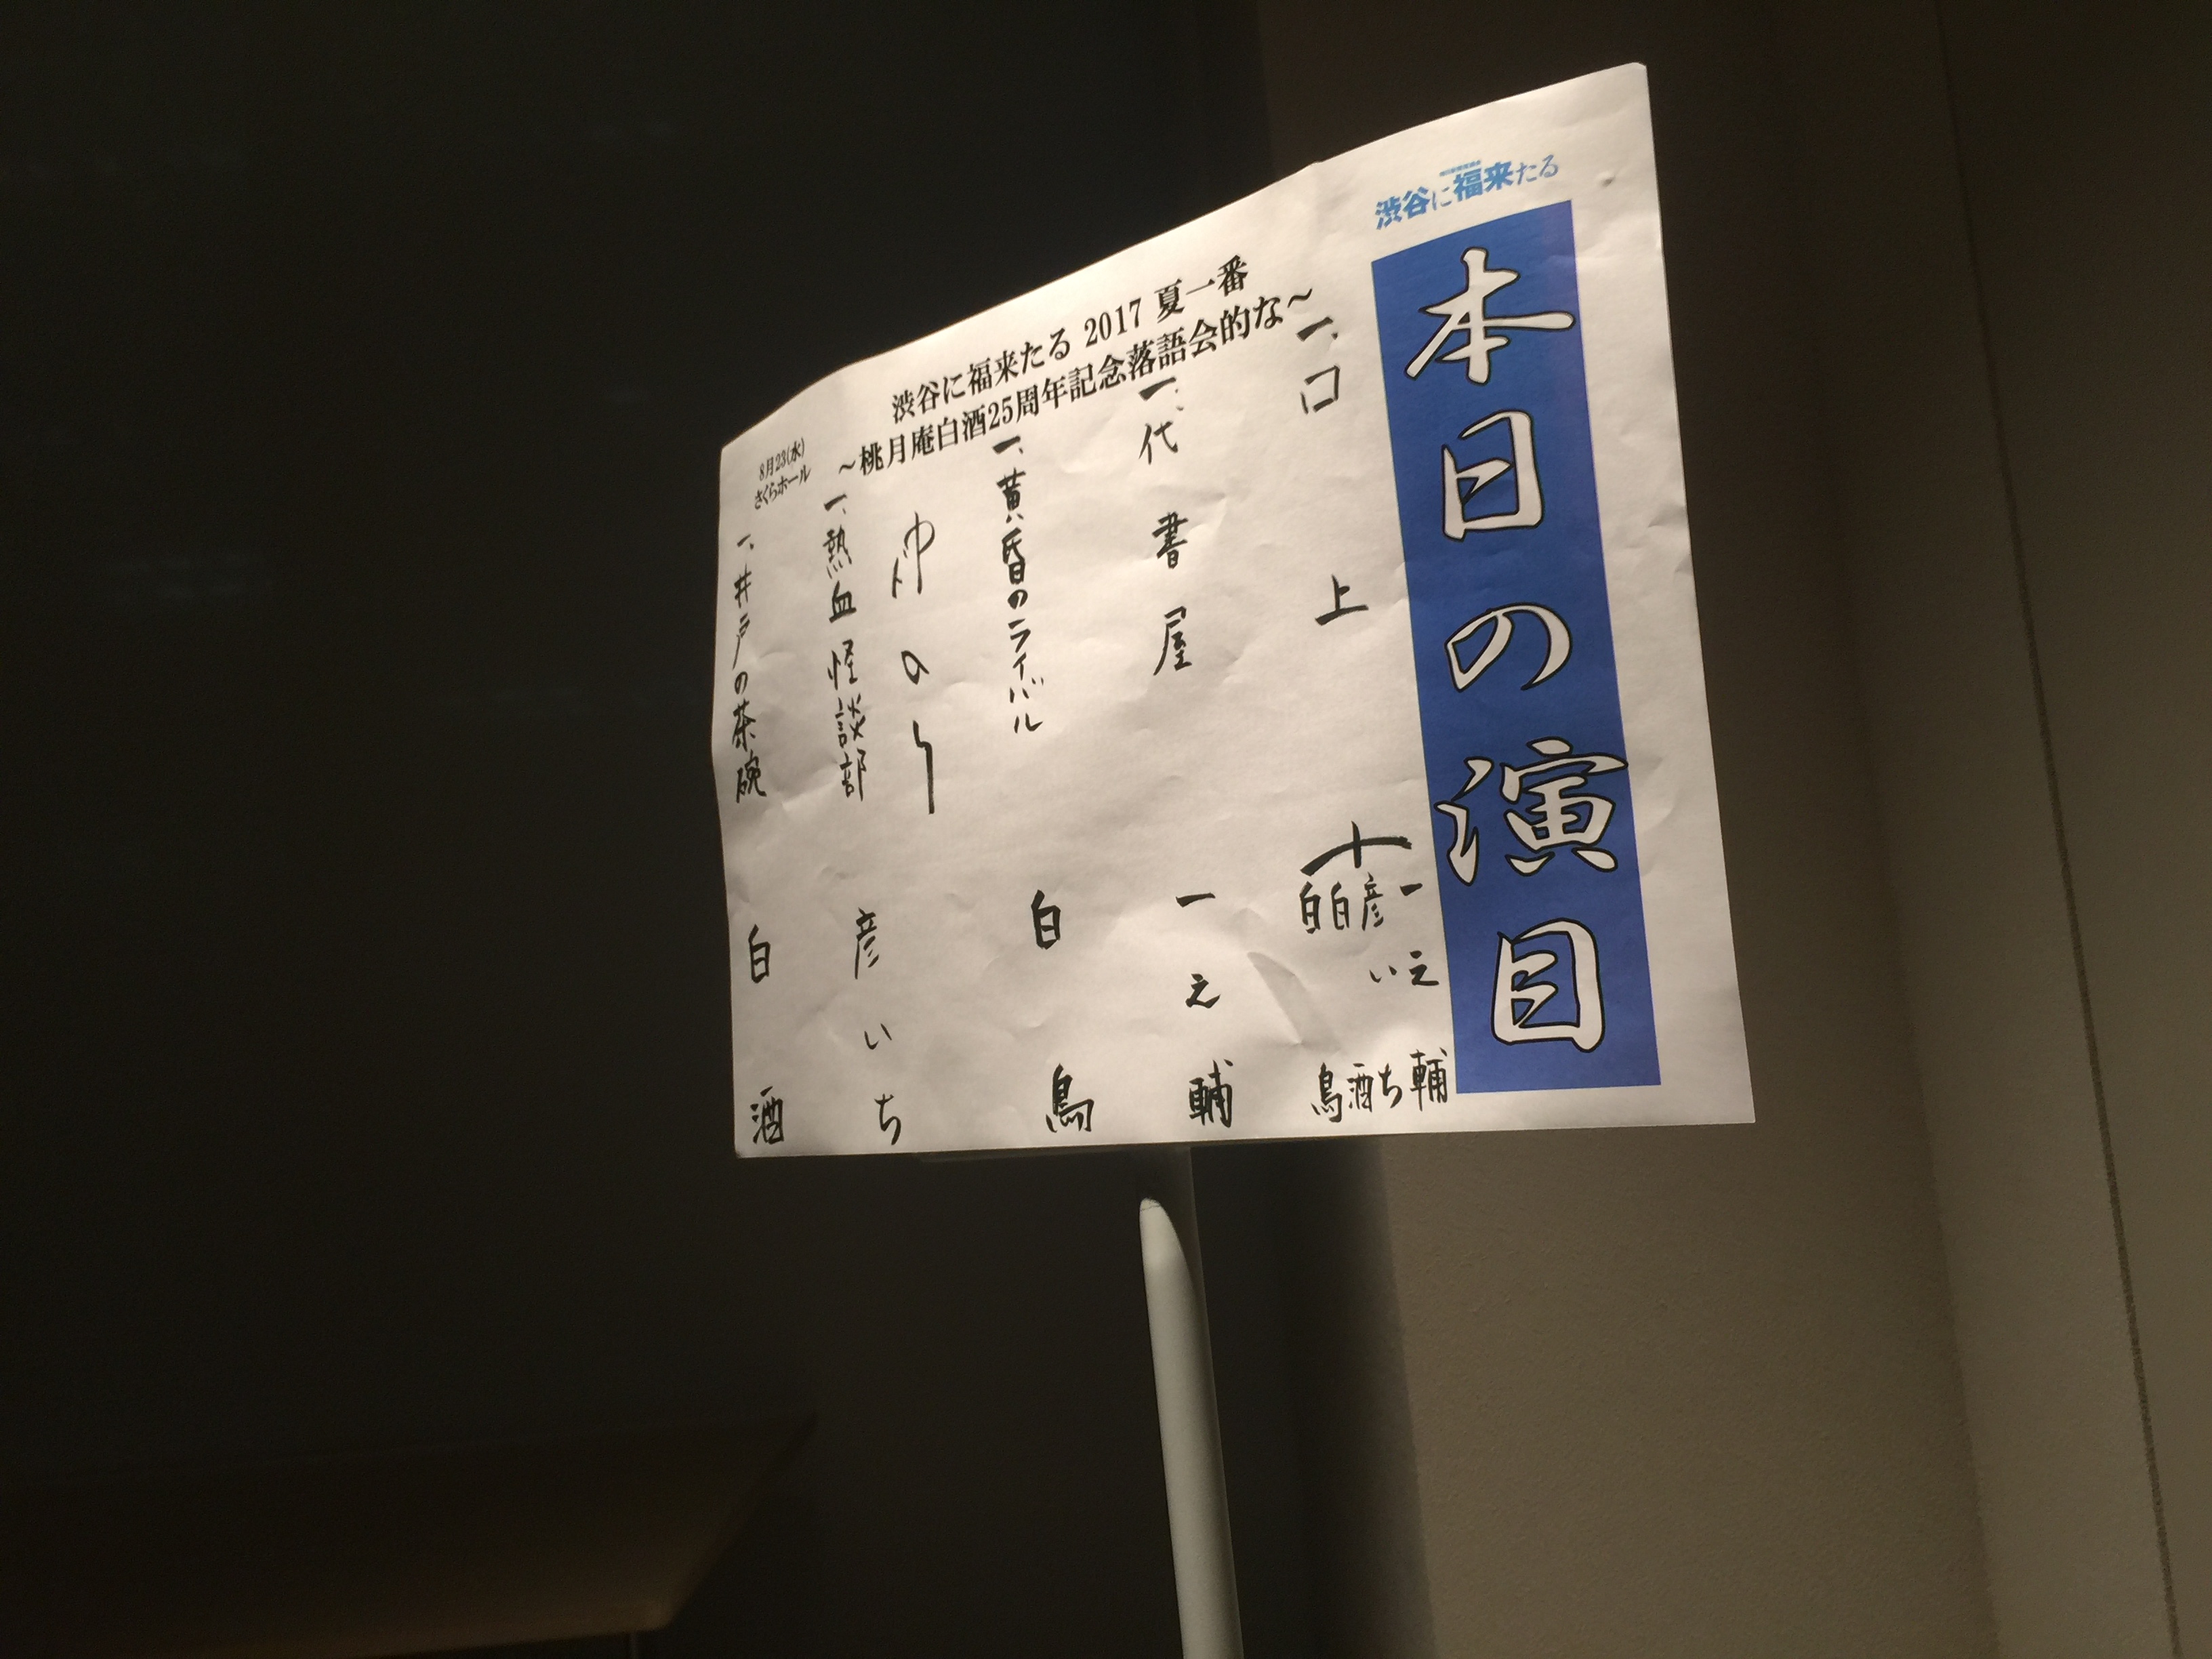 渋谷に福来たる
本日の演目
渋谷に福来たる 2017 夏一番
～桃月庵白酒25周年記念落語会的な～
8月23(水)
さくらホール
一、口上
一之輔
彦いち
白酒
白鳥
一、代書屋 一之輔
一、黄昏のライバル 白鳥
仲入り
一、熱血怪談部 彦いち
一、井戸の茶碗 白酒